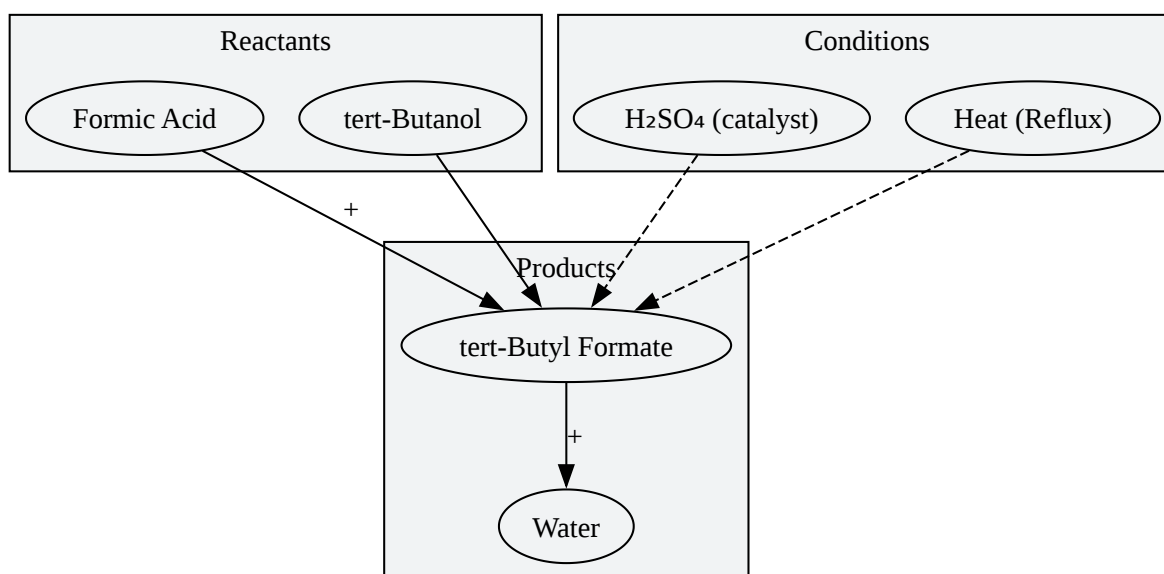 Reactants
Conditions
Formic Acid
tert-Butanol
H₂SO₄ (catalyst)
Heat (Reflux)
+
Products
tert-Butyl Formate
+
Water